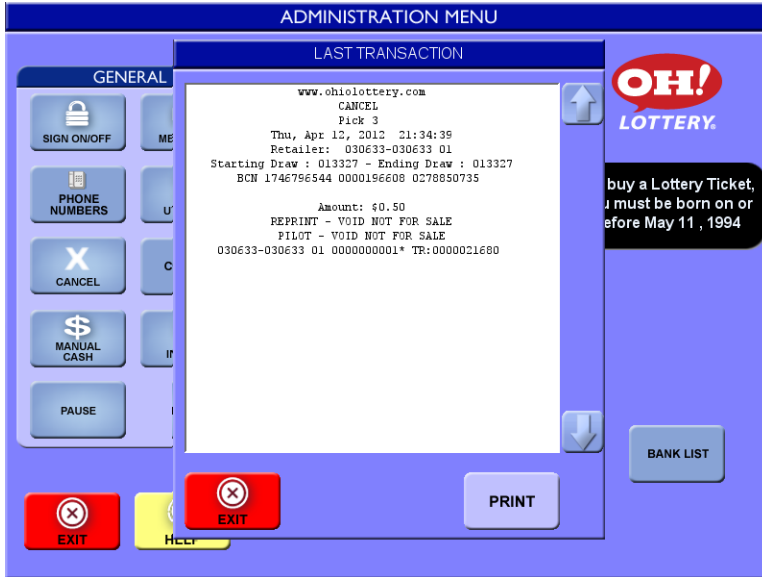 ADMINISTRATION MENU
LAST TRANSACTION
GENERAL
SIGN ON/OFF
ME
PHONE
NUMBERS
U
X
CANCEL
C
$
MANUAL
CASH
I
PAUSE
www.ohiolottery.com
CANCEL
Pick 3
Thu, Apr 12, 2012 21:34:39
Retailer: 030633-030633 01
Starting Draw : 013327 - Ending Draw : 013327
BCN 1746796544 0000196608 0278850735
Amount: $0.50
REPRINT - VOID NOT FOR SALE
PILOT - VOID NOT FOR SALE
030633-030633 01 0000000001* TR:0000021680
OH!
LOTTERY.
buy a Lottery Ticket,
u must be born on or
efore May 11 , 1994
BANK LIST
EXIT
PRINT
EXIT
HELP